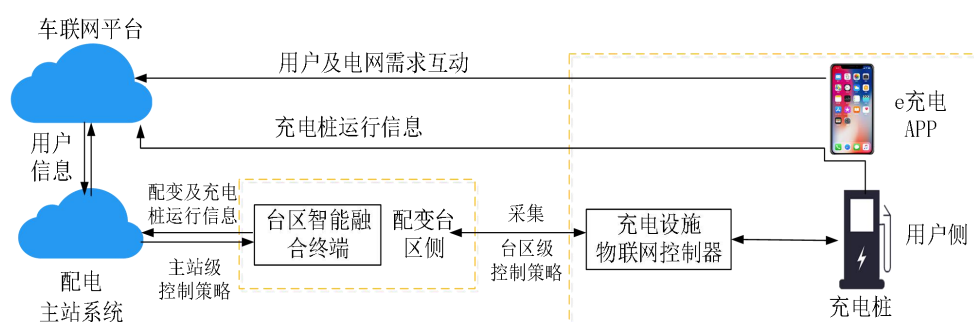 车联网平台
用户及电网需求互动
e充电
APP
充电桩运行信息
用户
信息
配变及充电
桩运行信息
台区智能融
合终端
配变台
区侧
采集
台区级
控制策略
充电设施
物联网控制器
用户侧
主站级
控制策略
配电
主站系统
充电桩